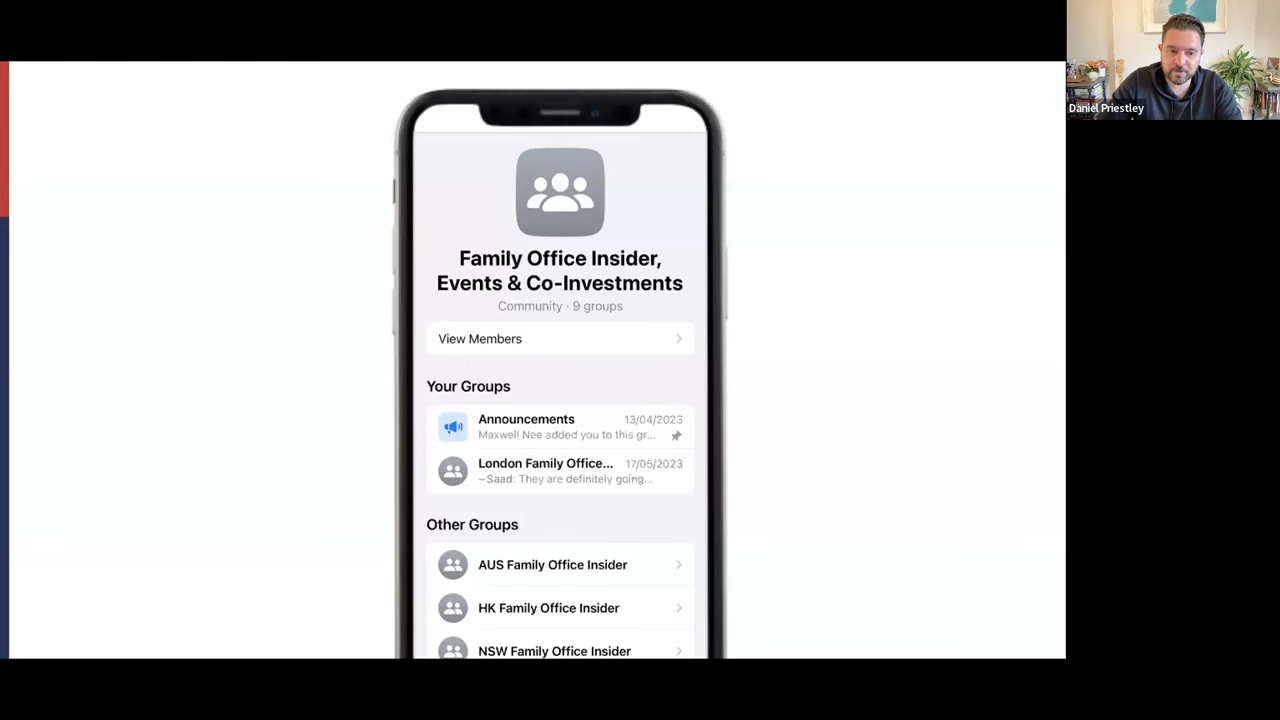 Daniel Priestley
Family Office Insider,
Events & Co-Investments
Community · 9 groups
View Members
Your Groups
Announcements 13/04/2023
Maxwell Nee added you to this gr...
London Family Office... 17/05/2023
~Saad: They are definitely going...
Other Groups
AUS Family Office Insider
HK Family Office Insider
NSW Family Office Insider